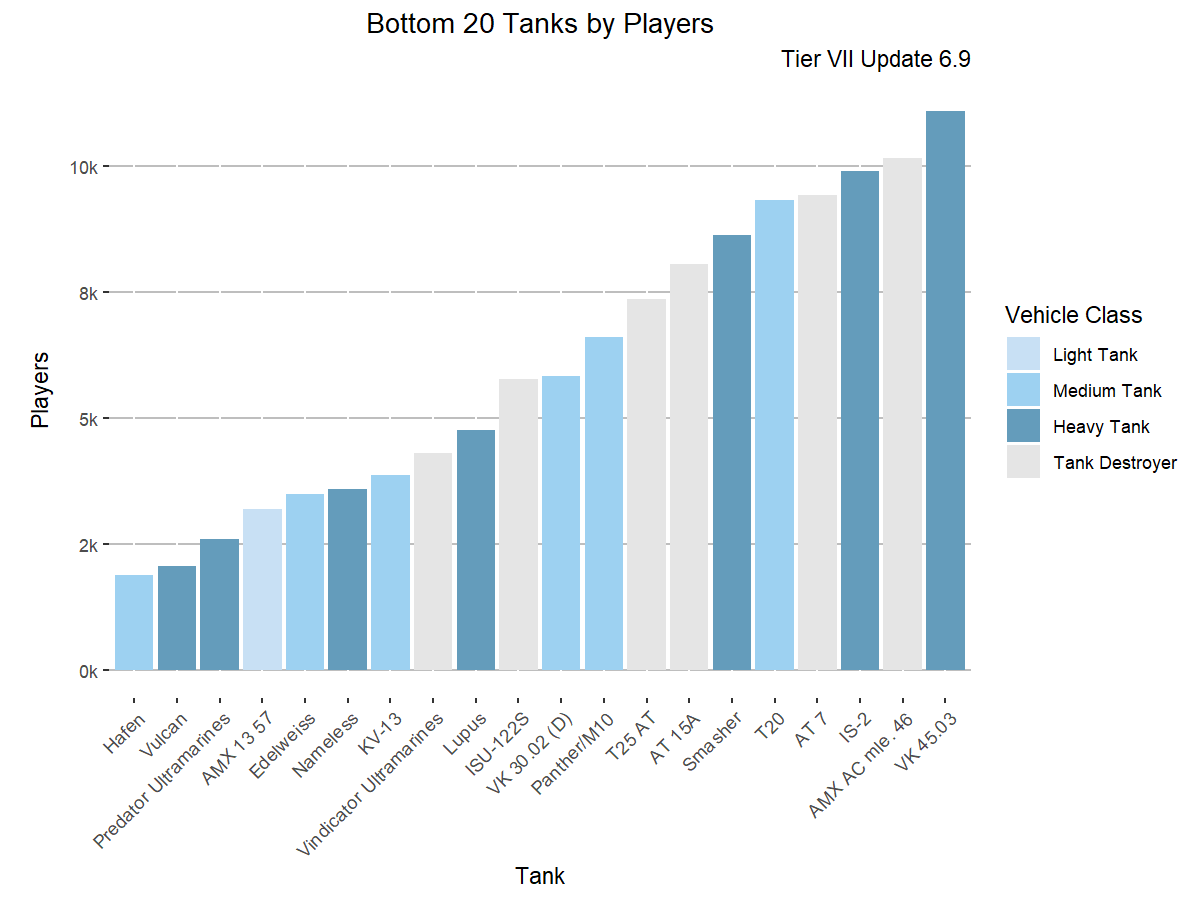 Bottom 20 Tanks by Players
Tier VII Update 6.9
Players
10k
8k
5k
2k
0k
Hafen
Vulcan
Predator Ultramarines
AMX 13 57
Edelweiss
Nameless
KV-13
Vindicator Ultramarines
Lupus
ISU-122S
VK 30.02 (D)
Panther/M10
T25 AT
AT 15A
Smasher
T20
AT 7
IS-2
AMX AC mle. 46
VK 45.03
Tank
Vehicle Class
Light Tank
Medium Tank
Heavy Tank
Tank Destroyer